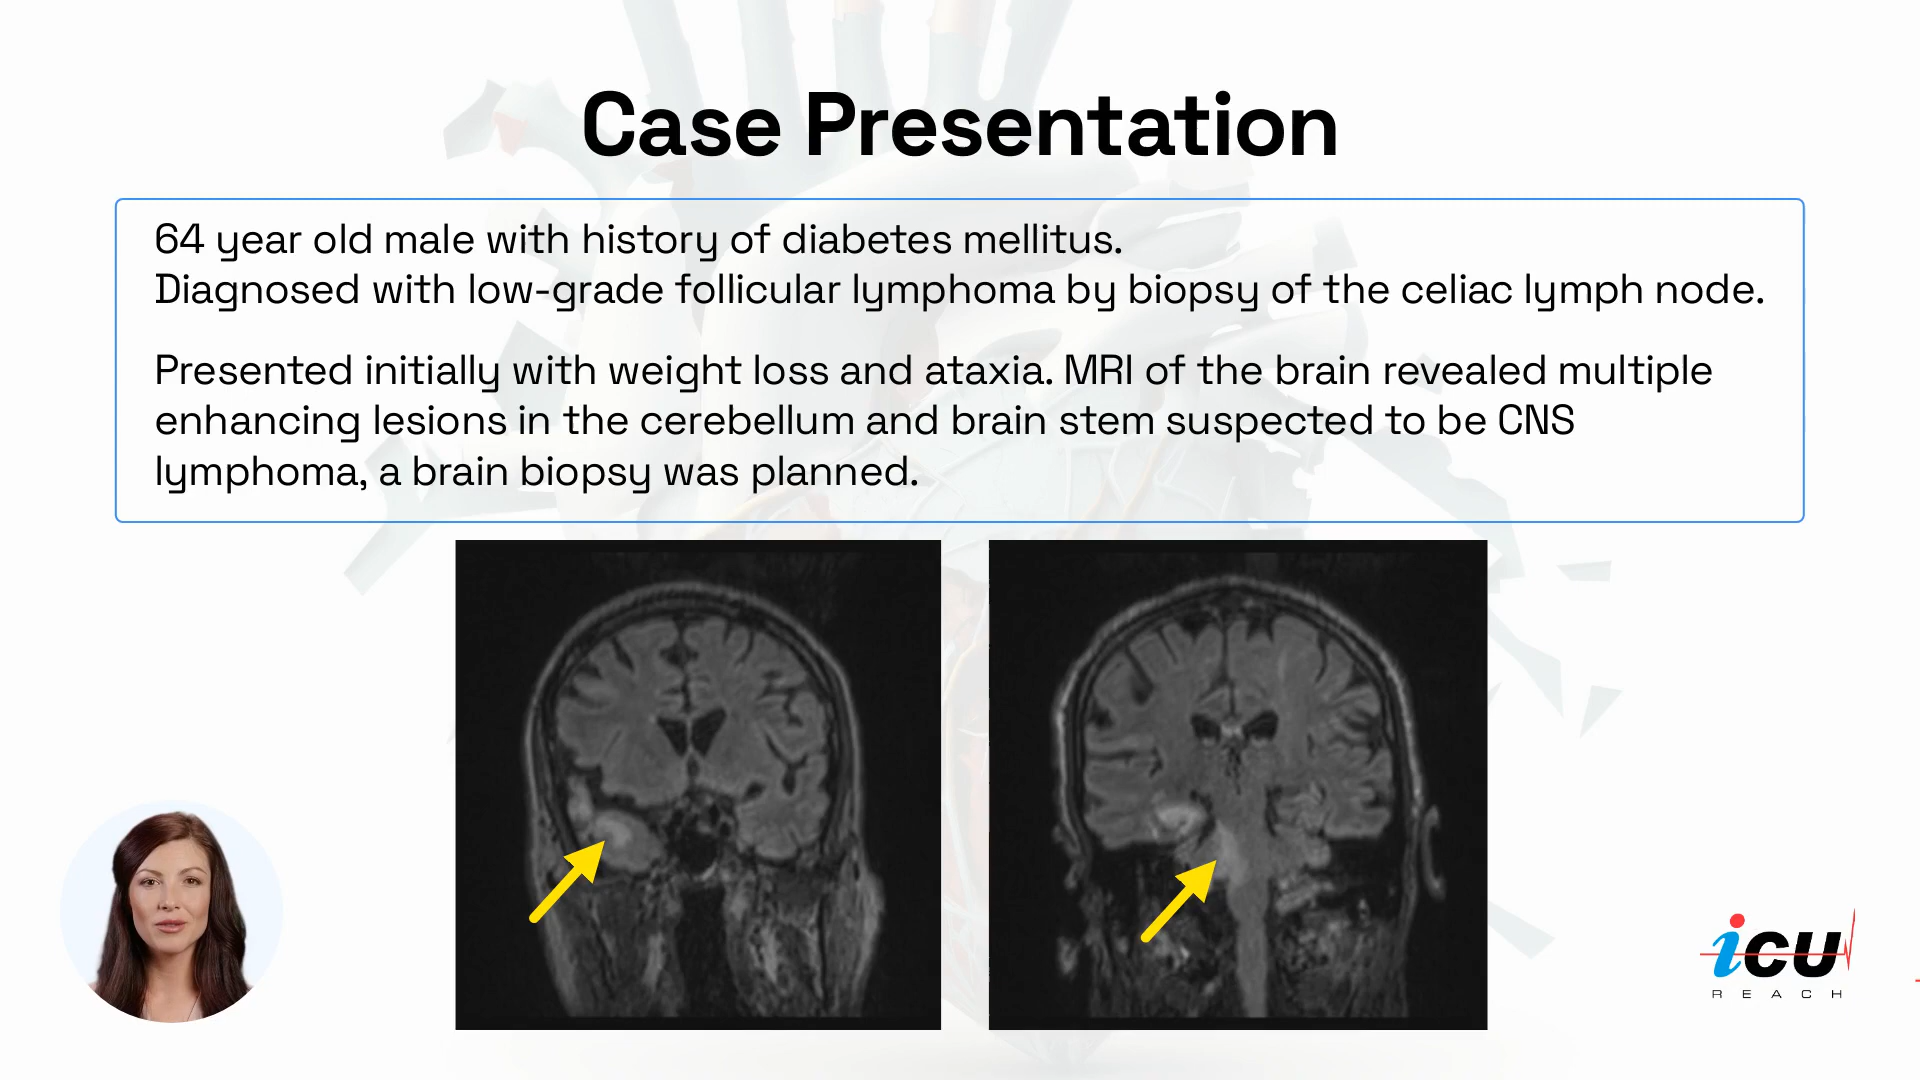 Case Presentation
64 year old male with history of diabetes mellitus.
Diagnosed with low-grade follicular lymphoma by biopsy of the celiac lymph node.
Presented initially with weight loss and ataxia. MRI of the brain revealed multiple
enhancing lesions in the cerebellum and brain stem suspected to be CNS
lymphoma, a brain biopsy was planned.
icu
REACH